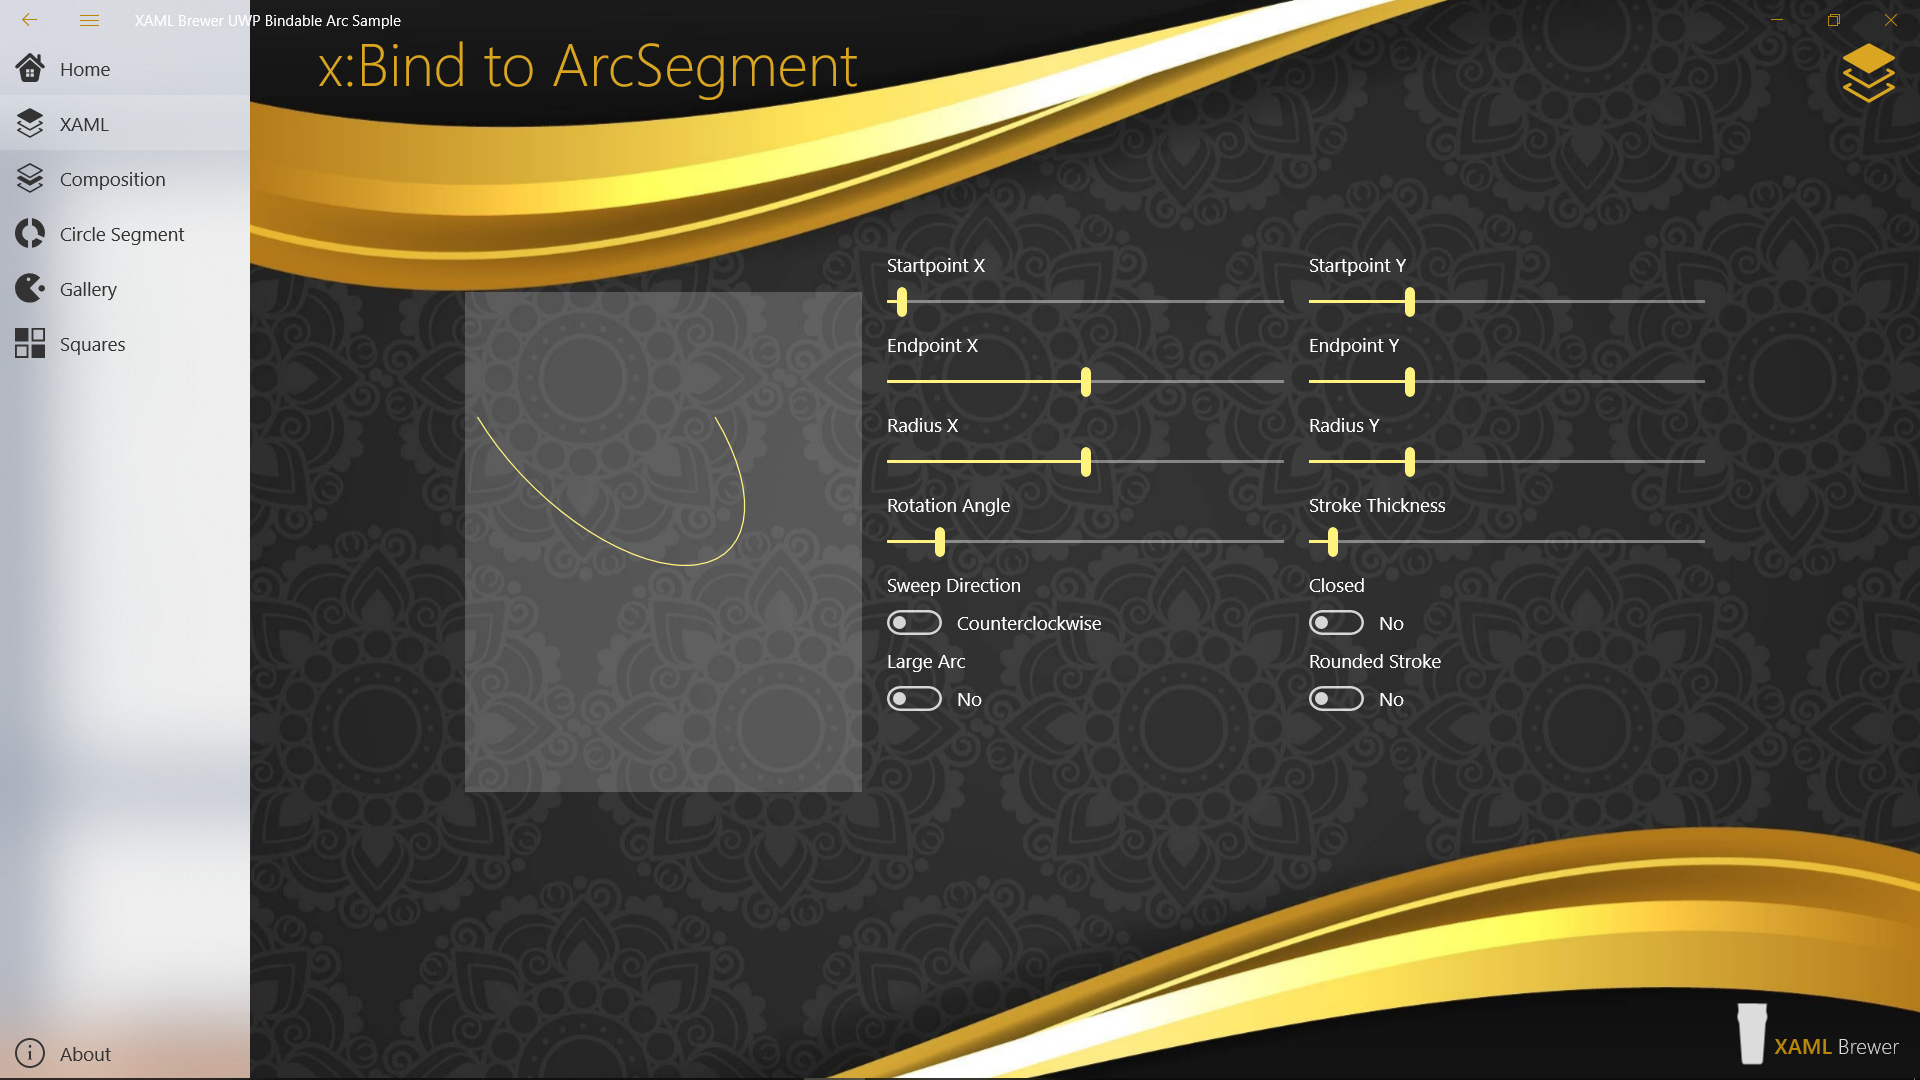 XAML Brewer UWP Bindable Arc Sample
x:Bind to ArcSegment
Home
XAML
Composition
Circle Segment
Gallery
Squares
About
Startpoint X
Startpoint Y
Endpoint X
Endpoint Y
Radius X
Radius Y
Rotation Angle
Stroke Thickness
Sweep Direction
Closed
Counterclockwise
No
Large Arc
Rounded Stroke
No
No
XAML Brewer